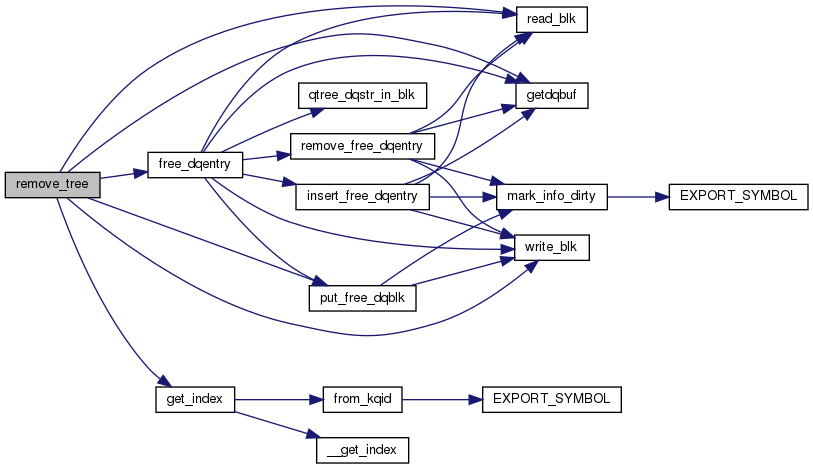 read_blk
getdqbuf
qtree_dqstr_in_blk
remove_free_dqentry
free_dqentry
remove_tree
insert_free_dqentry
mark_info_dirty
EXPORT_SYMBOL
write_blk
put_free_dqblk
get_index
from_kqid
EXPORT_SYMBOL
__get_index